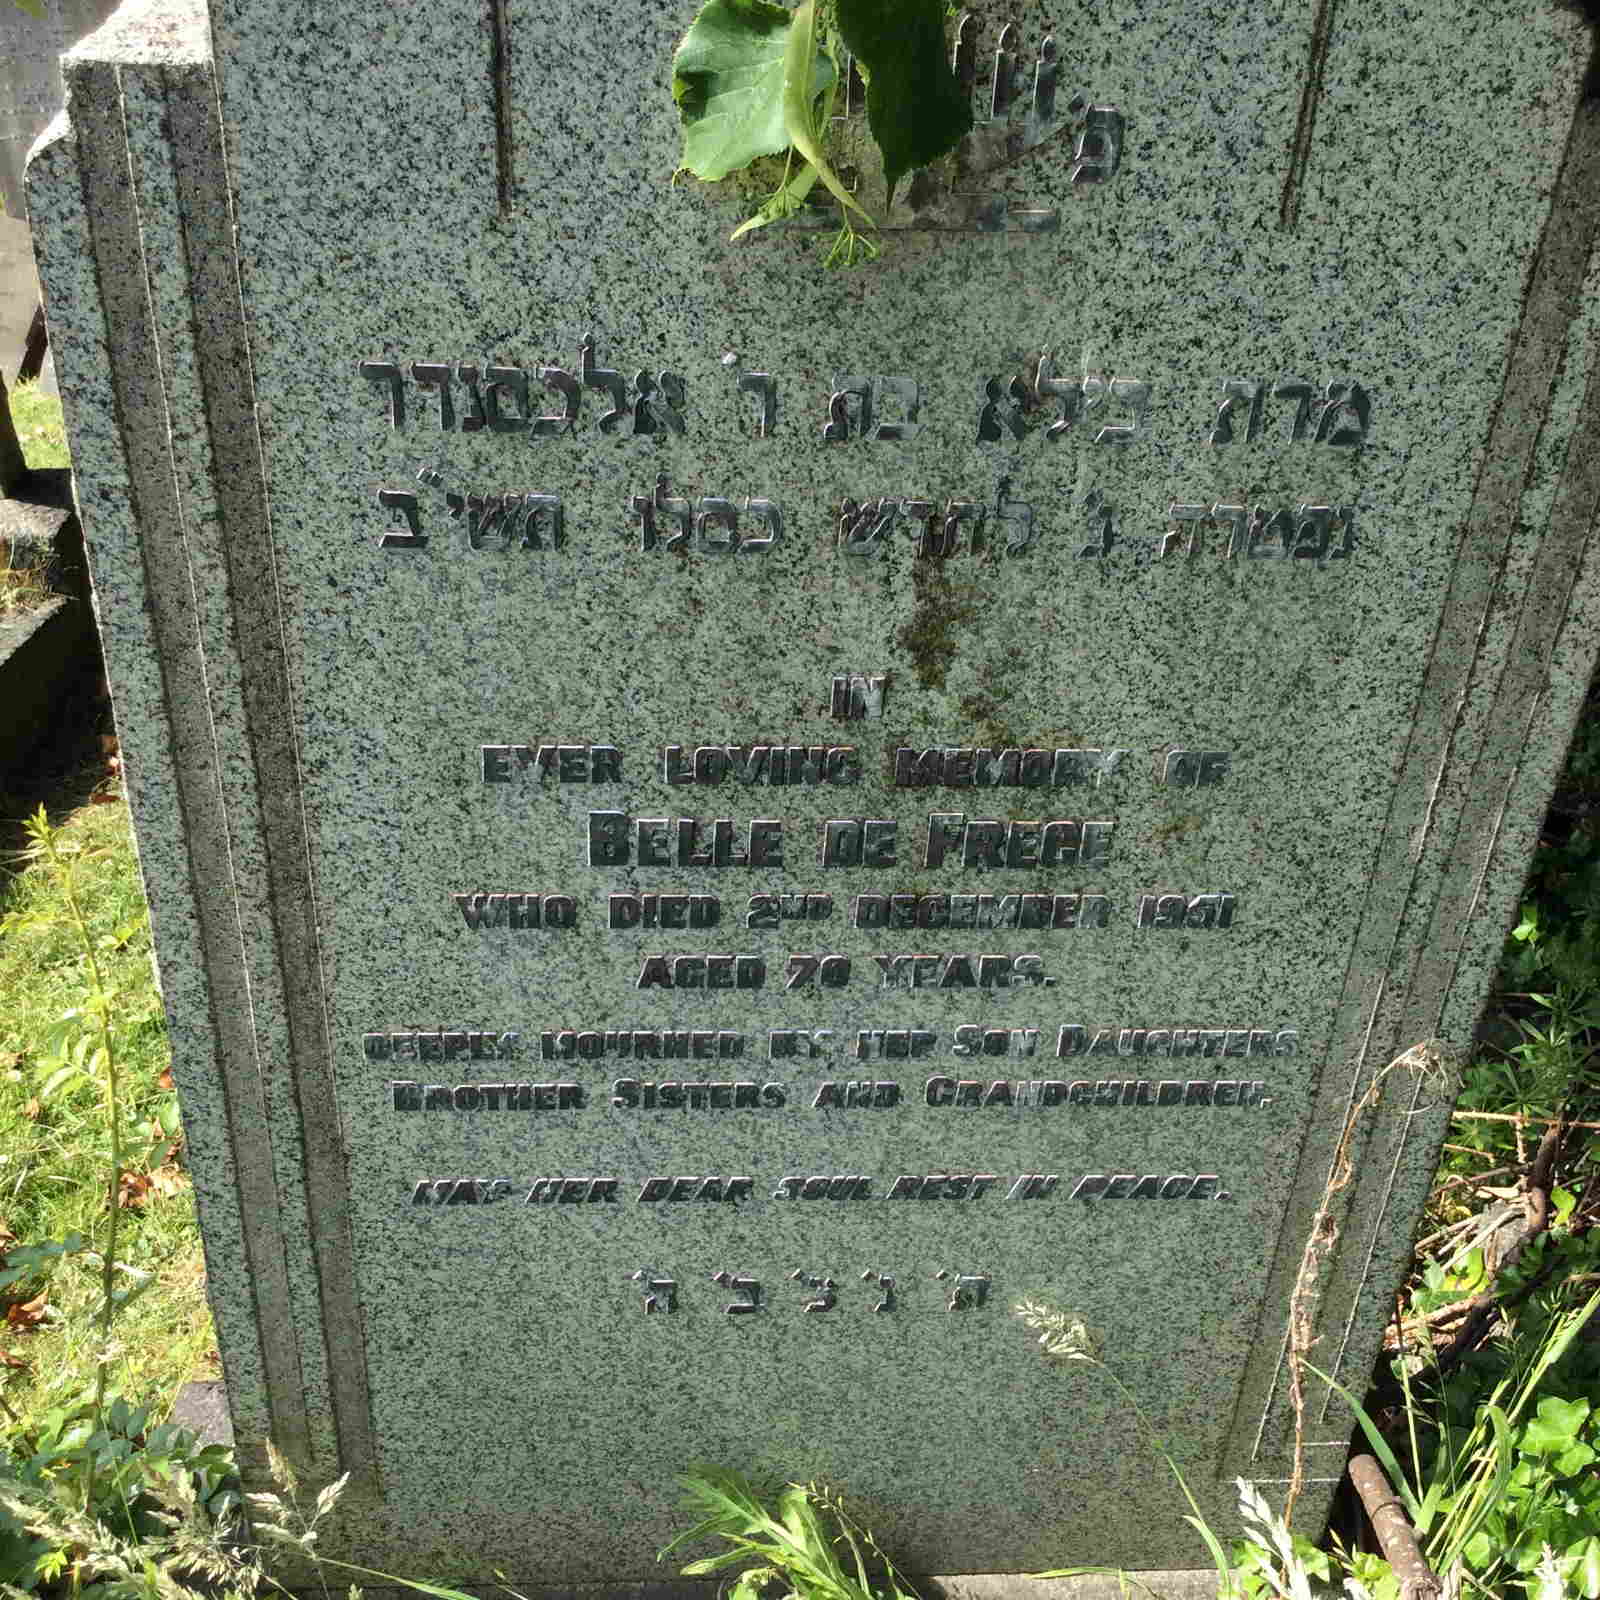 פ'
מרת בילא בת ר' אלכסנדר
נפטרה ג' לחדש כסלו תשי"ב
IN
EVER LOVING MEMORY OF
BELLE DE FRECE
WHO DIED 2ND DECEMBER 1951
AGED 70 YEARS.
DEEPLY MOURNED BY HER SON DAUGHTERS
BROTHER SISTERS AND GRANDCHILDREN.
MAY HER DEAR SOUL REST IN PEACE.
ת' נ' צ' ב' ה'